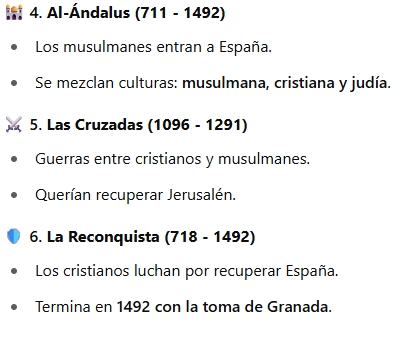 🕌 4. Al-Ándalus (711 - 1492)
• Los musulmanes entran a España.
• Se mezclan culturas: musulmana, cristiana y judía.
⚔️ 5. Las Cruzadas (1096 - 1291)
• Guerras entre cristianos y musulmanes.
• Querían recuperar Jerusalén.
🛡️ 6. La Reconquista (718 - 1492)
• Los cristianos luchan por recuperar España.
• Termina en 1492 con la toma de Granada.